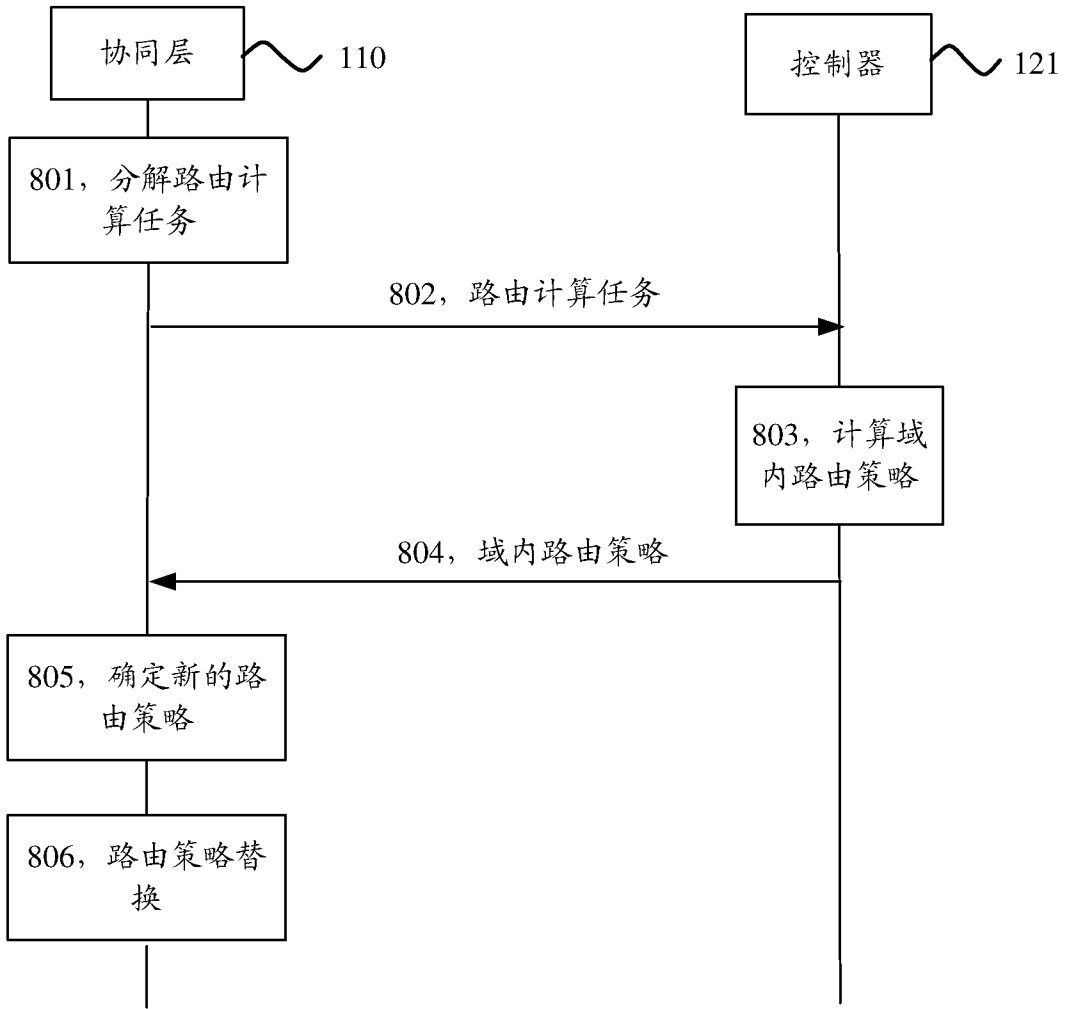 协同层
110
控制器
121
801，分解路由计
算任务
802，路由计算任务
803，计算域
内路由策略
804，域内路由策略
805，确定新的路
由策略
806，路由策略替
换